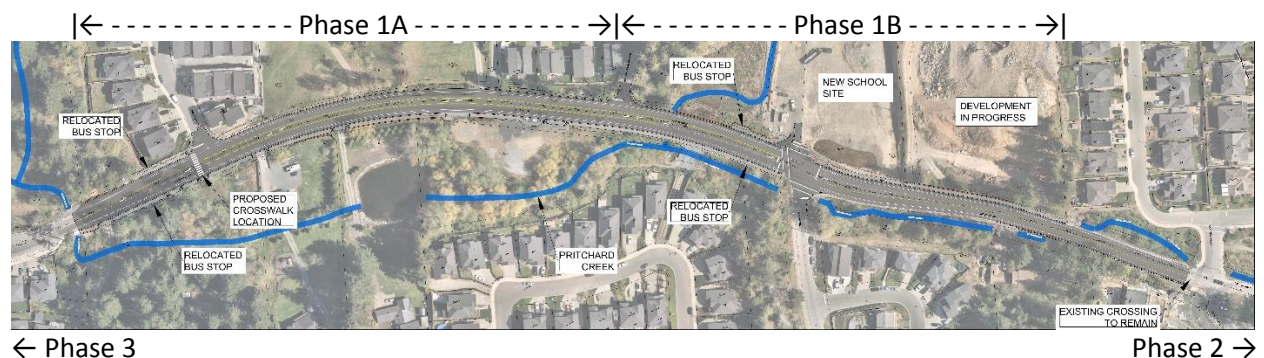 |← - - - - - - - - - - - - - Phase 1A - - - - - - - - - - - - →|← - - - - - - - - - - Phase 1B - - - - - - - - →|
RELOCATED
BUS STOP
RELOCATED
BUS STOP
NEW SCHOOL
SITE
DEVELOPMENT
IN PROGRESS
PROPOSED
CROSSWALK
LOCATION
RELOCATED
BUS STOP
PRITCHARD
CREEK
RELOCATED
BUS STOP
EXISTING CROSSING
TO REMAIN
← Phase 3
Phase 2 →